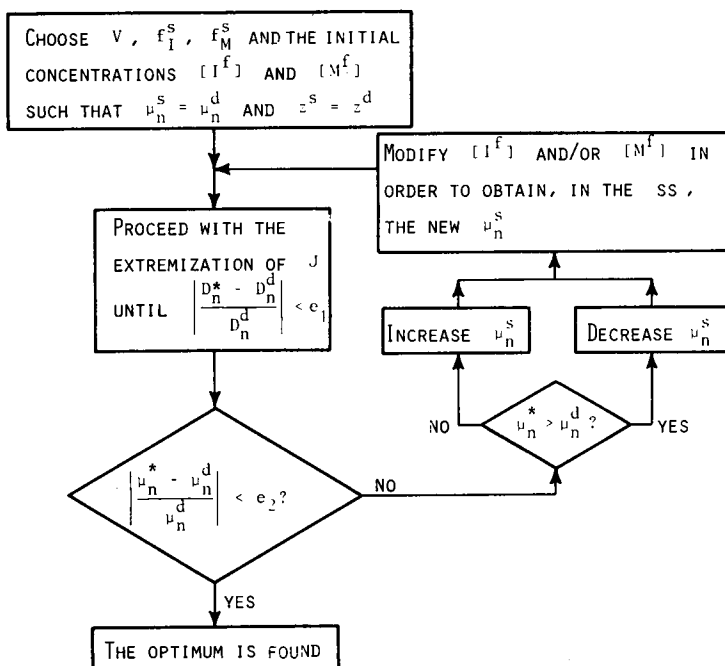 CHOOSE V, f_I^s, f_M^s AND THE INITIAL
CONCENTRATIONS [I^f] AND [M^f]
SUCH THAT μ_n^s = μ_n^d AND z^s = z^d
MODIFY [I^f] AND/OR [M^f] IN
ORDER TO OBTAIN, IN THE SS,
THE NEW μ_n^s
PROCEED WITH THE
EXTREMIZATION OF J
UNTIL |(D_n^* - D_n^d)/D_n^d| < e_1
INCREASE μ_n^s
DECREASE μ_n^s
NO
μ_n^* > μ_n^d ?
YES
|(μ_n^* - μ_n^d)/μ_n^d| < e_2?
NO
YES
THE OPTIMUM IS FOUND